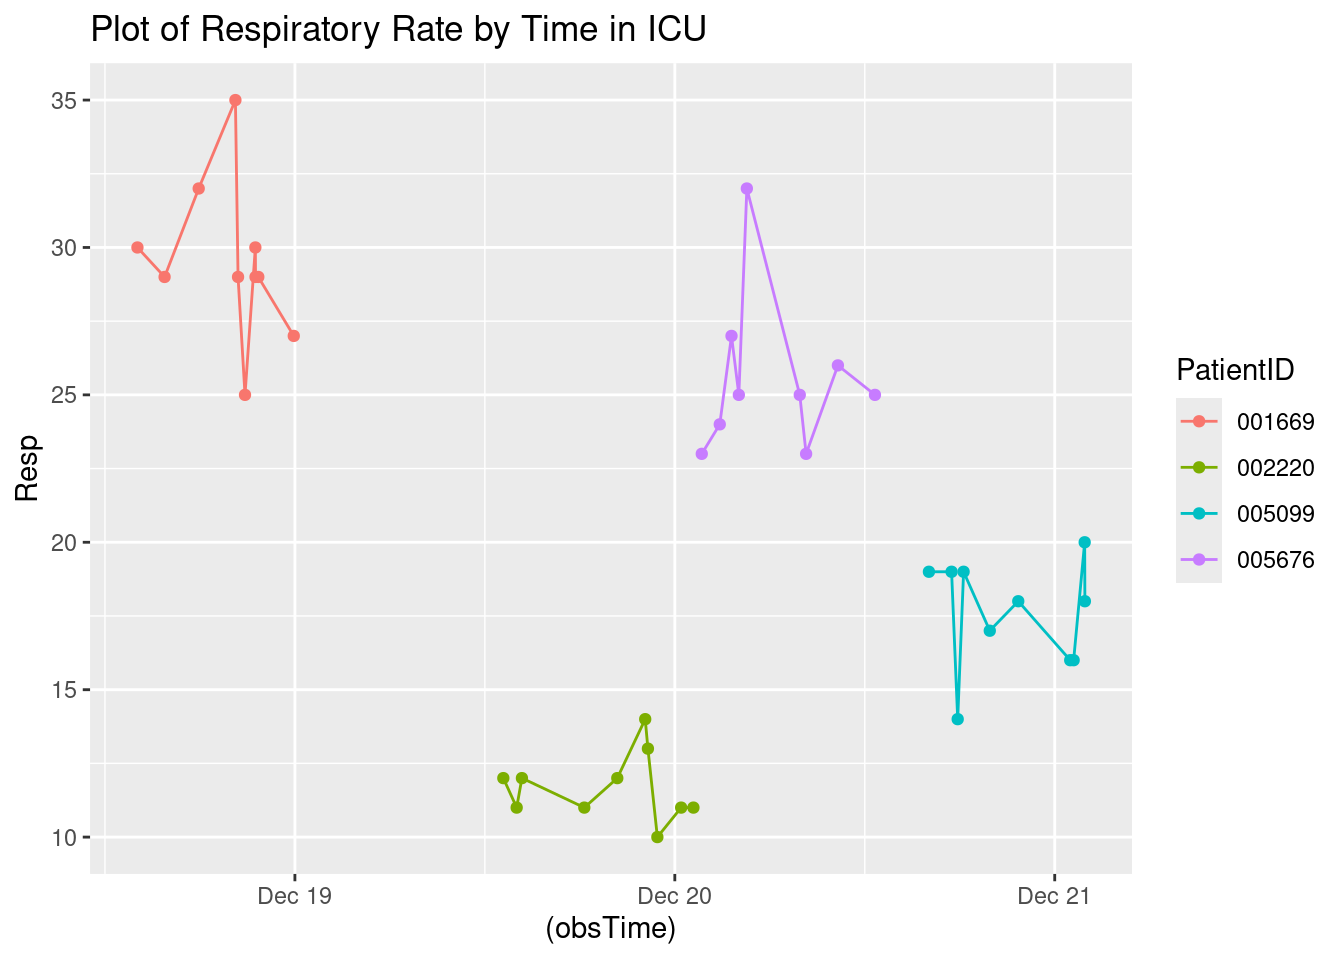 Plot of Respiratory Rate by Time in ICU
35
30
25
20
15
10
Resp
Dec 19
Dec 20
Dec 21
(obsTime)
PatientID
001669
002220
005099
005676